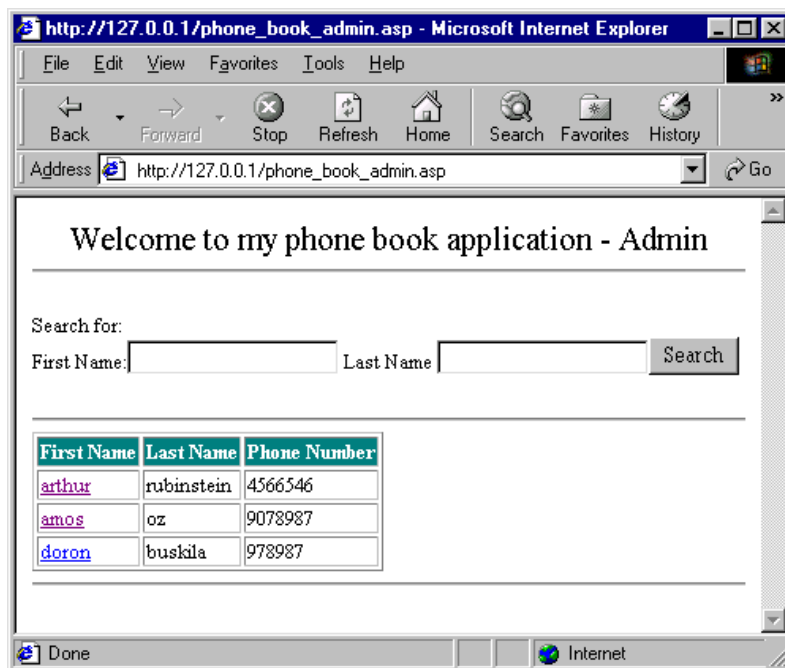 http://127.0.0.1/phone_book_admin.asp - Microsoft Internet Explorer
File Edit View Favorites Tools Help
Back Forward Stop Refresh Home Search Favorites History »
Address http://127.0.0.1/phone_book_admin.asp Go
Welcome to my phone book application - Admin
Search for:
First Name: Last Name Search
First Name Last Name Phone Number
arthur rubinstein 4566546
amos oz 9078987
doron buskila 978987
Done Internet